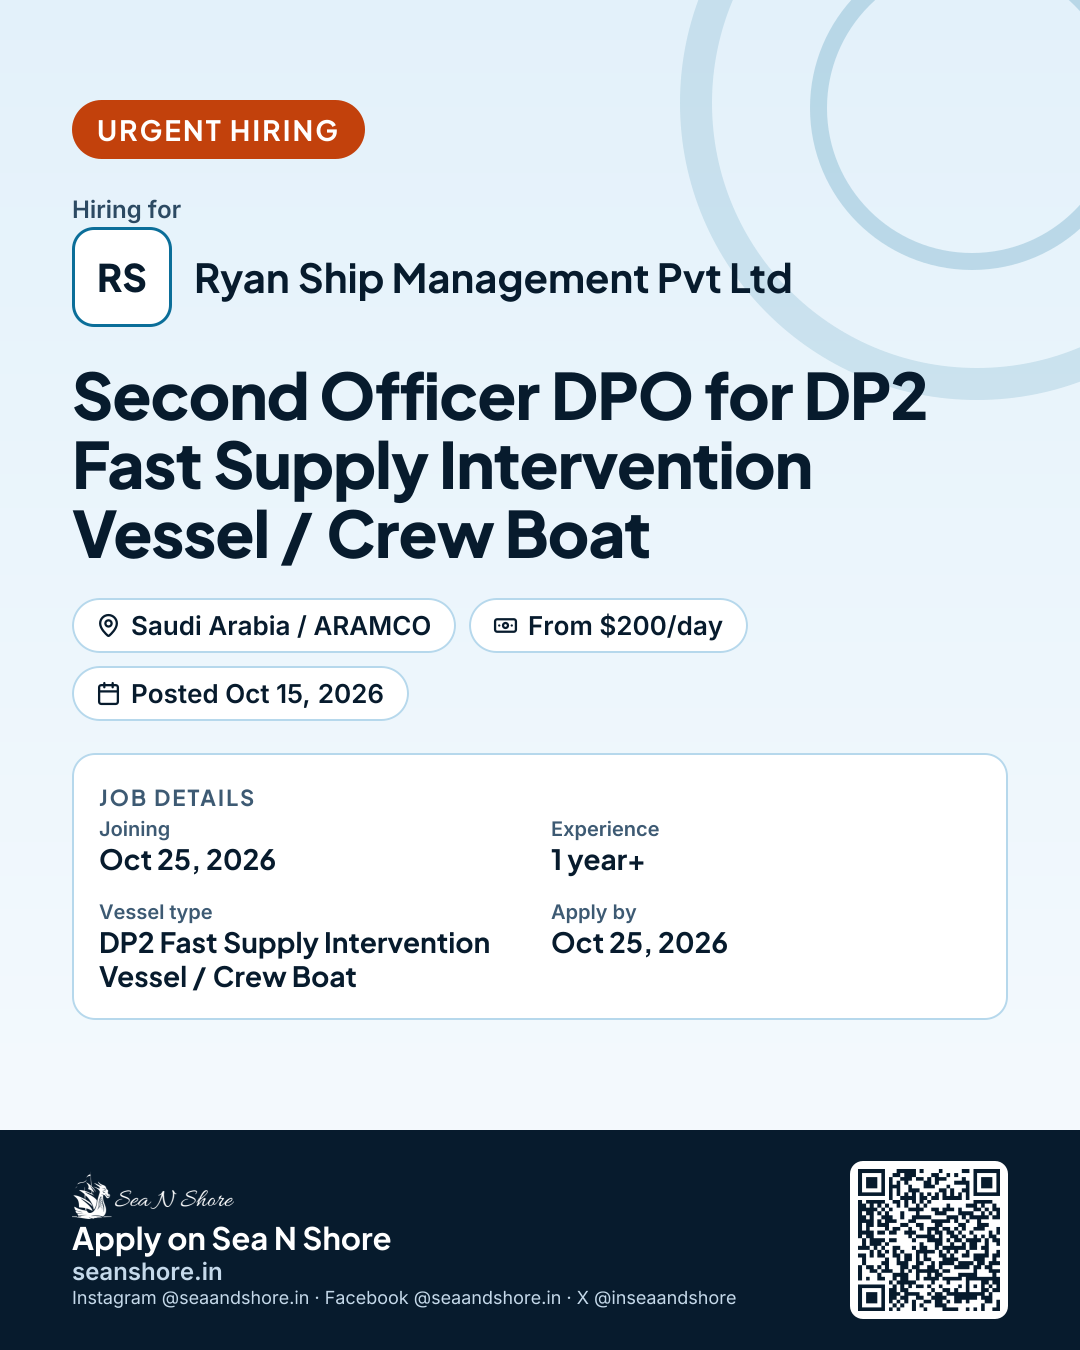 URGENT HIRING
Hiring for
RS
Ryan Ship Management Pvt Ltd
Second Officer DPO for DP2
Fast Supply Intervention
Vessel / Crew Boat
Saudi Arabia / ARAMCO
From $200/day
Posted Oct 15, 2026
JOB DETAILS
Joining
Oct 25, 2026
Experience
1 year+
Vessel type
DP2 Fast Supply Intervention
Vessel / Crew Boat
Apply by
Oct 25, 2026
Sea N Shore
Apply on Sea N Shore
seanshore.in
Instagram @seaandshore.in · Facebook @seaandshore.in · X @inseaandshore